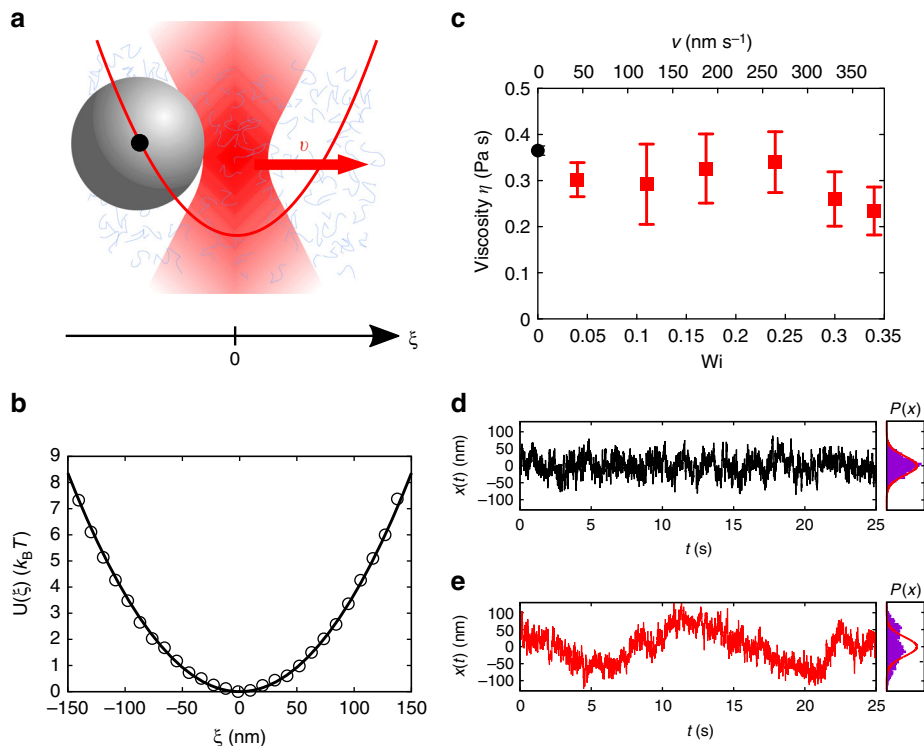 a
υ
ξ
0
b
9
8
7
6
5
4
3
2
1
0
U(ξ) (k_B T)
−150 −100 −50 0 50 100 150
ξ (nm)
c
v (nm s⁻¹)
0 50 100 150 200 250 300 350
0.5
0.4
0.3
0.2
0.1
0
Viscosity η (Pa s)
0 0.05 0.1 0.15 0.2 0.25 0.3 0.35
Wi
d
P(x)
100
50
0
−50
−100
x(t) (nm)
0 5 10 15 20 25
t (s)
e
P(x)
100
50
0
−50
−100
x(t) (nm)
0 5 10 15 20 25
t (s)